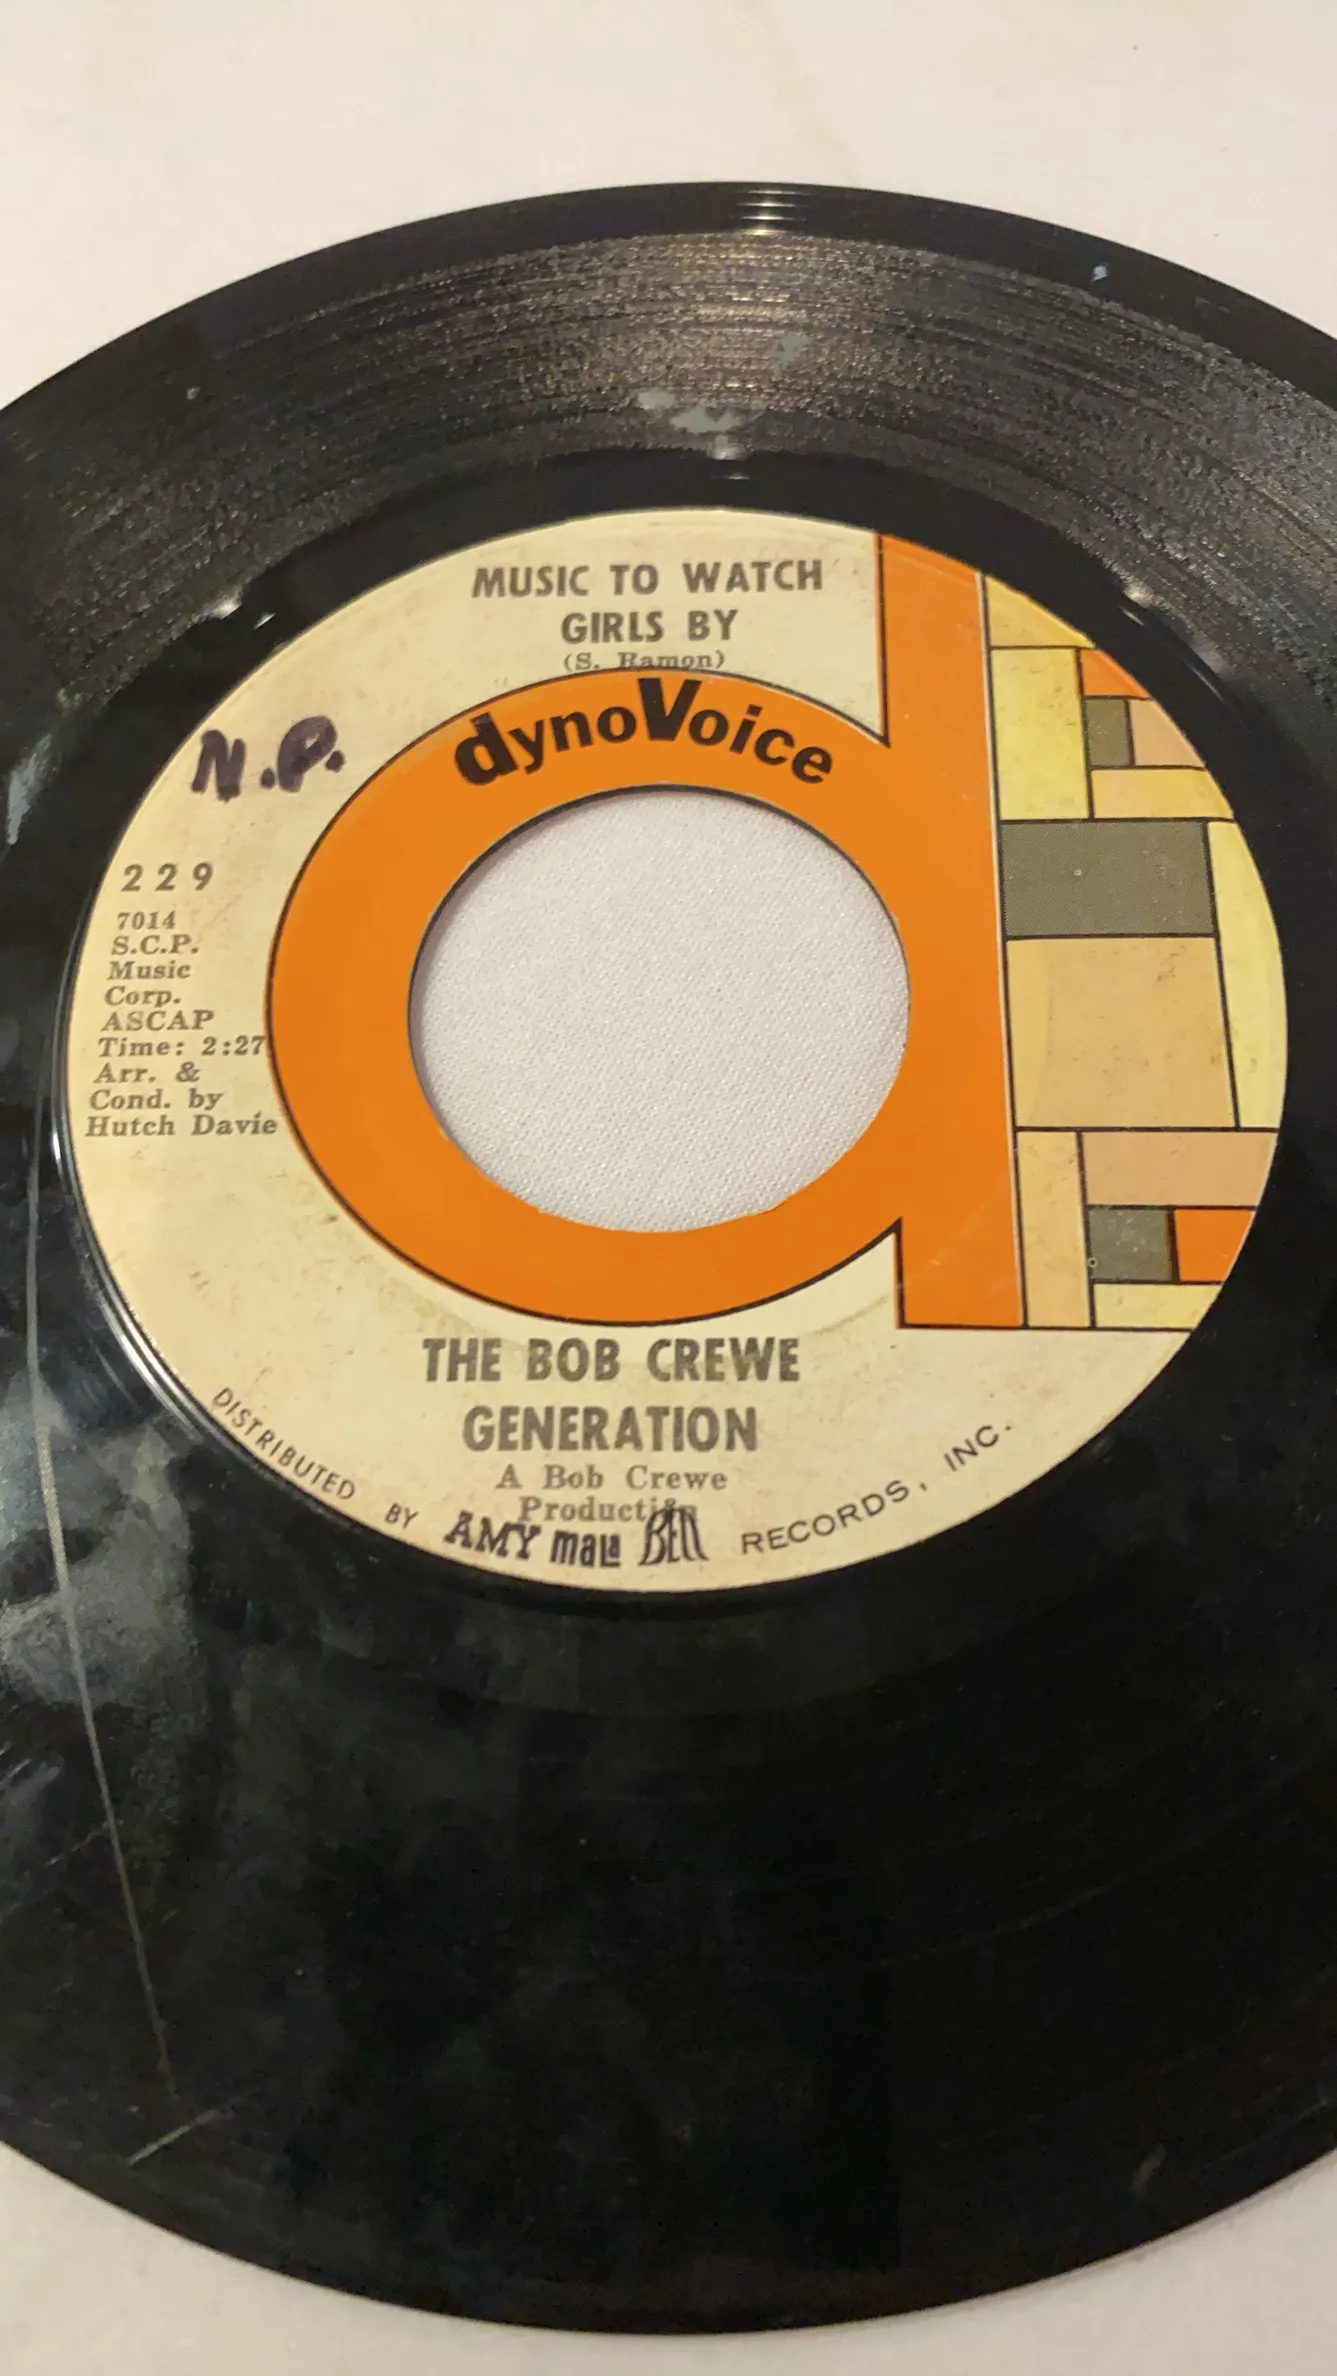 MUSIC TO WATCH
GIRLS BY
(S. Ramon)
dynoVoice
N.P.
229
7014
S.C.P.
Music
Corp.
ASCAP
Time: 2:27
Arr. &
Cond. by
Hutch Davie
THE BOB CREWE
GENERATION
A Bob Crewe
Production
DISTRIBUTED BY AMY mala BELL RECORDS, INC.